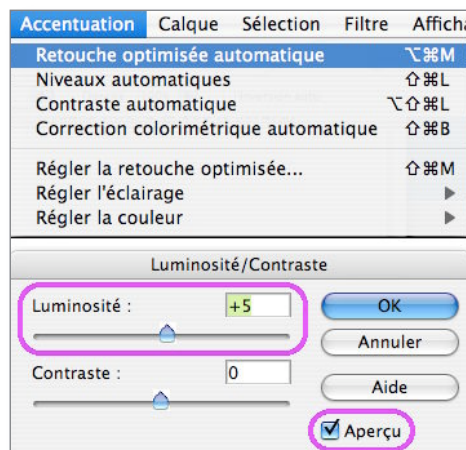 Accentuation Calque Sélection Filtre Affich
Retouche optimisée automatique ⌥⌘M
Niveaux automatiques ⇧⌘L
Contraste automatique ⌥⇧⌘L
Correction colorimétrique automatique ⇧⌘B
Régler la retouche optimisée... ⇧⌘M
Régler l'éclairage
Régler la couleur
Luminosité/Contraste
Luminosité : +5 OK
Annuler
Contraste : 0
Aide
Aperçu